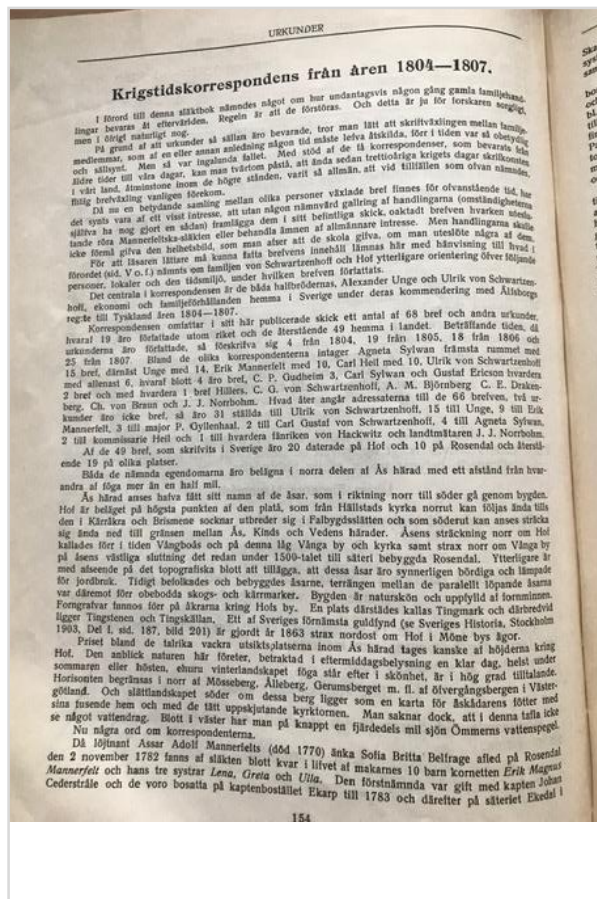 URKUNDER
Krigstidskorrespondens från åren 1804—1807.
I förord till denna släktbok nämndes något om hur undantagsvis någon gång gamla familjehand-
lingar bevaras åt eftervärlden. Regeln är att de förstöras. Och detta är ju för forskaren sorgligt,
men i öfrigt naturligt nog.
På grund af att urkunder så sällan äro bevarade, tror man lätt att skriftväxlingen mellan familje-
medlemmar, som af en eller annan anledning någon tid måste lefva åtskilda, förr i tiden var så obetydlig
och sällsynt. Men så var ingalunda fallet. Med stöd af de få korrespondenser, som bevarats från
äldre tider till våra dagar, kan man tvärtom påstå, att ända sedan trettioåriga krigets dagar skrifkonsten
i vårt land, åtminstone inom de högre stånden, varit så allmän, att vid tillfällen som ofvan nämndes,
flitig brefväxling vanligen förekom.
Då nu en betydande samling mellan olika personer växlade bref finnes för ofvanstående tid, har
det synts vara af ett visst intresse, att utan någon nämnvärd gallring af handlingarna (omständigheterna
själfva ha nog gjort en sådan) framlägga dem i sitt befintliga skick, oaktadt brefven hvarken uteslu-
tande röra Mannerfeltska-släkten eller behandla ämnen af allmännare intresse. Men handlingarna skulle
icke förmå gifva den helhetsbild, som man afser att de skola gifva, om man uteslöte några af dem.
För att läsaren lättare må kunna fatta brefvens innehåll lämnas här med hänvisning till hvad i
förordet (sid. V o. f.) nämnts om familjen von Schwartzenhoff och Hof ytterligare orientering öfver följande
personer, lokaler och den tidsmiljö, under hvilken brefven författats.
Det centrala i korrespondensen är de båda halfbrödernas, Alexander Unge och Ulrik von Schwartzen-
hoff, ekonomi och familjeförhållanden hemma i Sverige under deras kommendering med Älfsborgs
reg:te till Tyskland åren 1804—1807.
Korrespondensen omfattar i sitt här publicerade skick ett antal af 68 bref och andra urkunder,
hvaraf 19 äro författade utom riket och de återstående 49 hemma i landet. Beträffande tiden, då
urkunderna äro författade, så förskrifva sig 4 från 1804, 19 från 1805, 18 från 1806 och
25 från 1807. Bland de olika korrespondenterna intager Agneta Sylwan främsta rummet med
15 bref, därnäst Unge med 14, Erik Mannerfelt med 10, Carl Heil med 10, Ulrik von Schwartzenhoff
med allenast 6, hvaraf blott 4 äro bref, C. P. Gudheim 3, Carl Sylwan och Gustaf Ericson hvardera
2 bref och med hvardera 1 bref Hillers, C. G. von Schwartzenhoff, A. M. Björnberg C. E. Draken-
berg, Ch. von Braun och J. J. Norrbohm. Hvad åter angår adressaterna till de 66 brefven, två ur-
kunder äro icke bref, så äro 31 ställda till Ulrik von Schwartzenhoff, 15 till Unge, 9 till Erik
Mannerfelt, 3 till major P. Gyllenhaal, 2 till Carl Gustaf von Schwartzenhoff, 4 till Agneta Sylwan,
2 till kommissarie Heil och 1 till hvardera fänriken von Hackwitz och landtmätaren J. J. Norrbohm.
Af de 49 bref, som skrifvits i Sverige äro 20 daterade på Hof och 10 på Rosendal och återstå-
ende 19 på olika platser.
Båda de nämnda egendomarna äro belägna i norra delen af Ås härad med ett afstånd från hvar-
andra af föga mer än en half mil.
Ås härad anses hafva fått sitt namn af de åsar, som i riktning norr till söder gå genom bygden.
Hof är beläget på högsta punkten af den platå, som från Hällstads kyrka norrut kan följas ända tills
den i Kärråkra och Brismene socknar utbreder sig i Falbygdsslätten och som söderut kan anses sträcka
sig ända ned till gränsen mellan Ås, Kinds och Vedens härader. Åsens sträckning norr om Hof
kallades förr i tiden Vångboås och på denna låg Vånga by och kyrka samt strax norr om Vånga by
på åsens västliga sluttning det redan under 1500-talet till säteri bebyggda Rosendal. Ytterligare är
med afseende på det topografiska blott att tillägga, att dessa åsar äro synnerligen bördiga och lämpade
för jordbruk. Tidigt befolkades och bebyggdes åsarne, terrängen mellan de paralellt löpande åsarna
var däremot förr obebodda skogs- och kärrmarker. Bygden är naturskön och uppfylld af fornminnen.
Forngrafvar funnos förr på åkrarna kring Hofs by. En plats därstädes kallas Tingmark och därbredvid
ligger Tingstenen och Tingskällan. Ett af Sveriges förnämsta guldfynd (se Sveriges Historia, Stockholm
1903, Del I. sid. 187, bild 201) är gjordt år 1863 strax nordost om Hof i Möne bys ägor.
Priset bland de talrika vackra utsiktsplatserna inom Ås härad tages kanske af höjderna kring
Hof. Den anblick naturen här företer, betraktad i eftermiddagsbelysning en klar dag, helst under
sommaren eller hösten, ehuru vinterlandskapet föga står efter i skönhet, är i hög grad tilltalande.
Horisonten begränsas i norr af Mösseberg, Ålleberg, Gerumsberget m. fl. af öfvergångsbergen i Väster-
götland. Och slättlandskapet söder om dessa berg ligger som en karta för åskådarens fötter med
sina tusende hem och med de tätt uppskjutande kyrktornen. Man saknar dock, att i denna tafla icke
se något vattendrag. Blott i väster har man på knappt en fjärdedels mil sjön Ömmerns vattenspegel.
Nu några ord om korrespondenterna.
Då löjtinant Assar Adolf Mannerfelts (död 1770) änka Sofia Britta Belfrage afled på Rosendal
den 2 november 1782 fanns af släkten blott kvar i lifvet af makarnes 10 barn kornetten Erik Magnus
Mannerfelt och hans tre systrar Lena, Greta och Ulla. Den förstnämnda var gift med kapten Johan
Cederstråle och de voro bosatta på kaptenbostället Ekarp till 1783 och därefter på säteriet Ekedal i
154